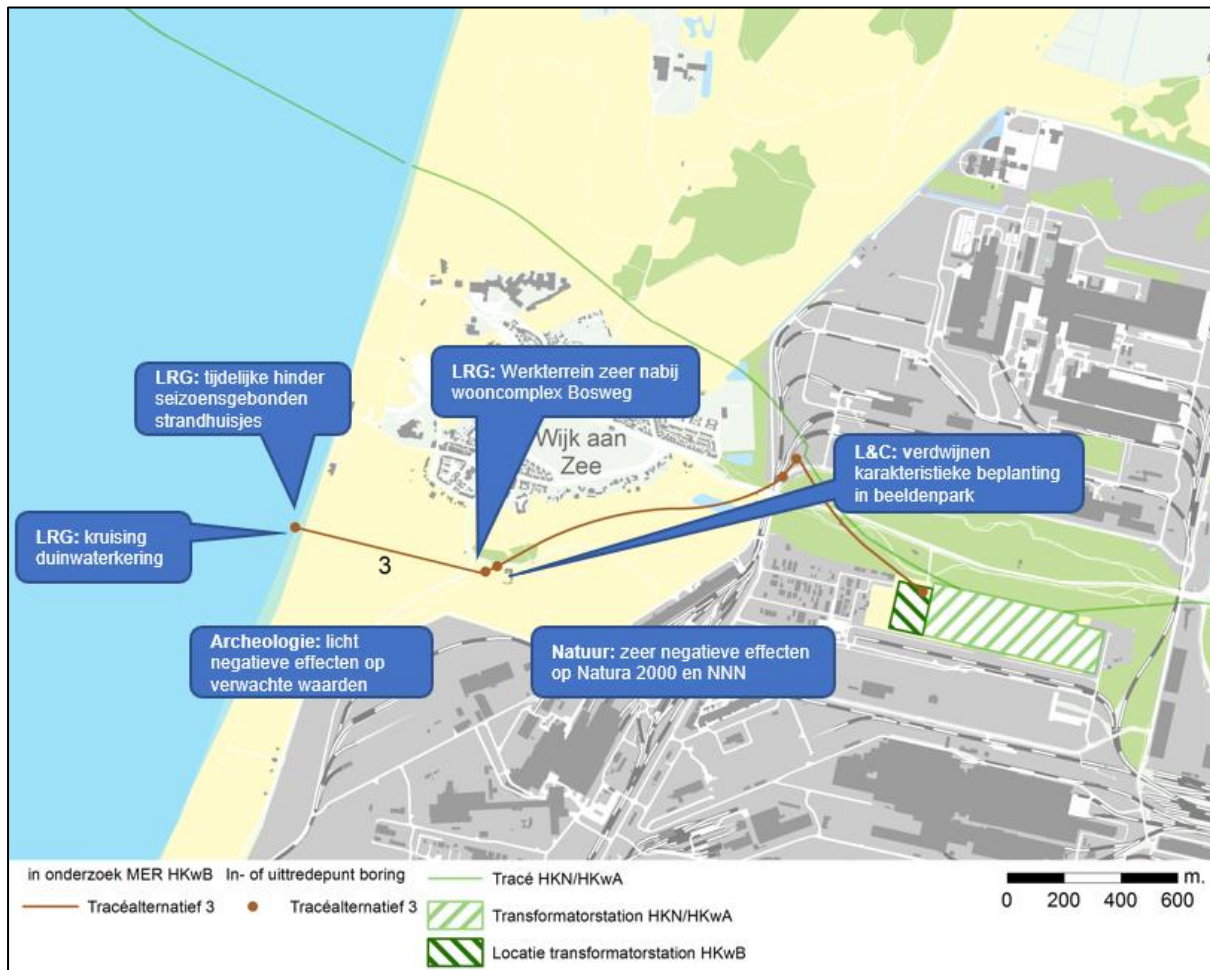 LRG: tijdelijke hinder
seizoensgebonden
strandhuisjes
LRG: Werkterrein zeer nabij
wooncomplex Bosweg
Wijk aan
Zee
L&C: verdwijnen
karakteristieke beplanting
in beeldenpark
LRG: kruising
duinwaterkering
3
Archeologie: licht
negatieve effecten op
verwachte waarden
Natuur: zeer negatieve effecten
op Natura 2000 en NNN
in onderzoek MER HKwB
In- of uittredepunt boring
Tracéalternatief 3
Tracéalternatief 3
Tracé HKN/HKwA
Transformatorstation HKN/HKwA
Locatie transformatorstation HKwB
m.
0 200 400 600